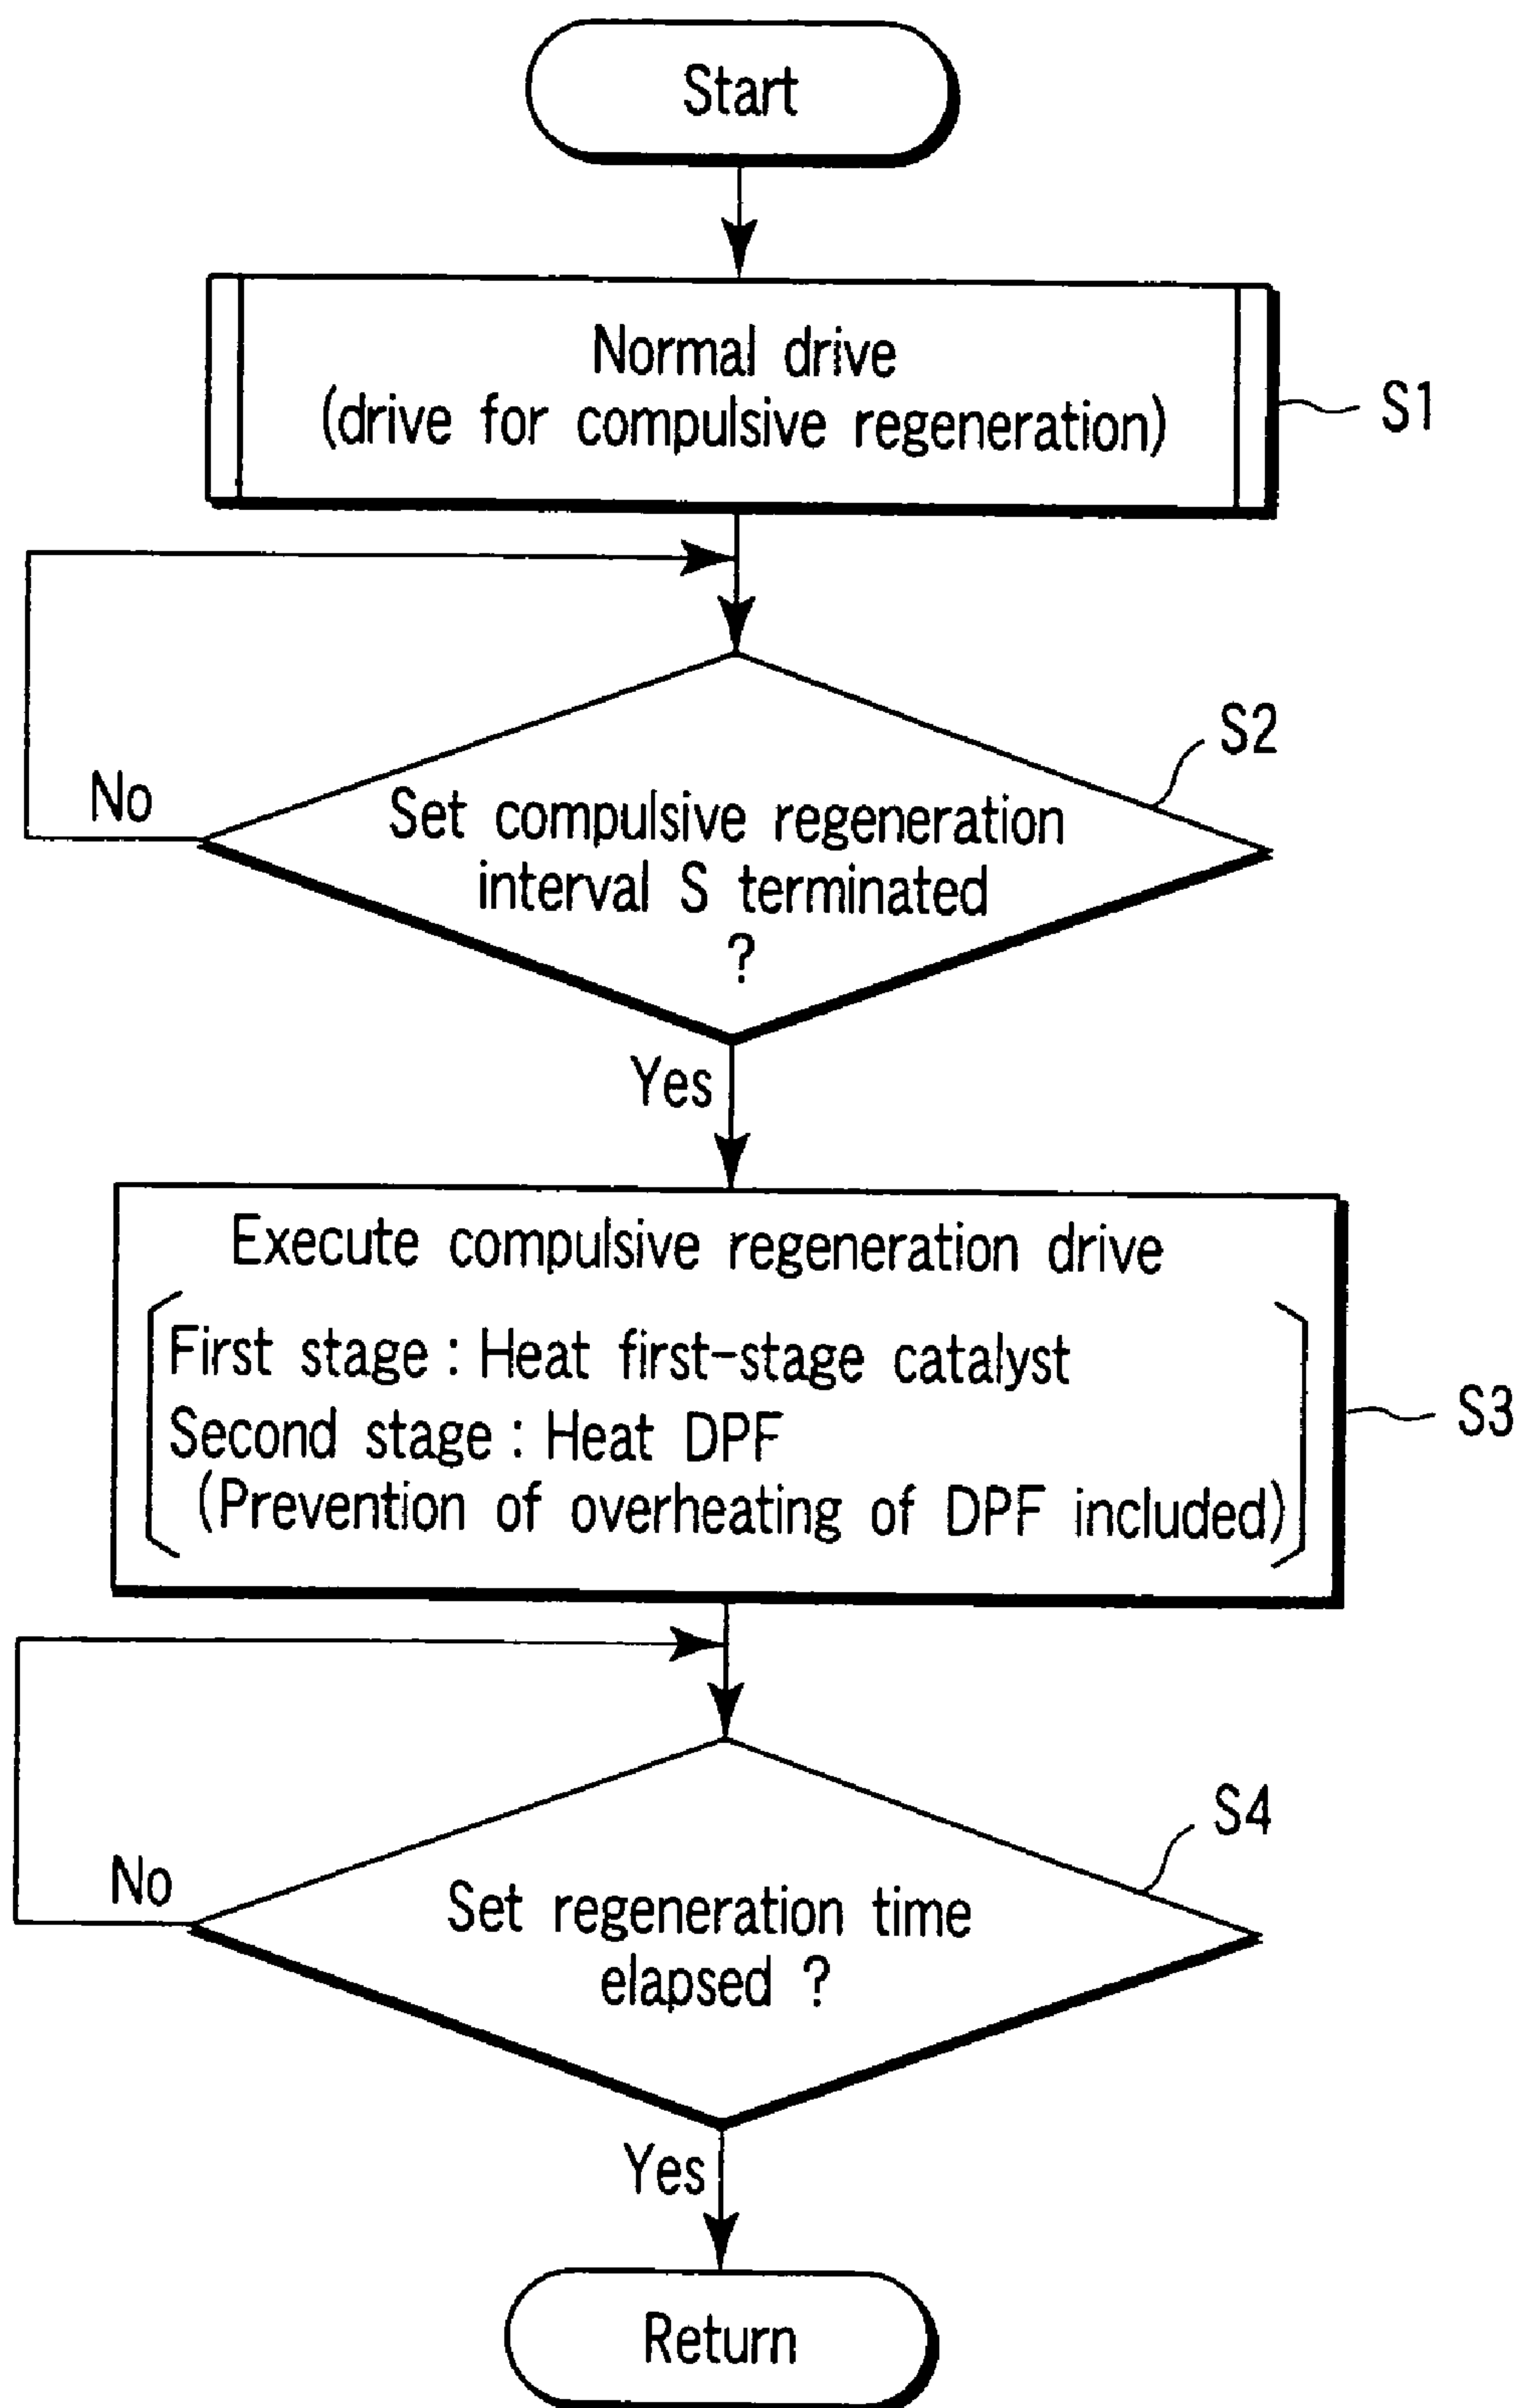 Start
Normal drive
(drive for compulsive regeneration)
S1
S2
No
Set compulsive regeneration
interval S terminated
?
Yes
Execute compulsive regeneration drive
First stage : Heat first-stage catalyst
Second stage : Heat DPF
(Prevention of overheating of DPF included)
S3
S4
No
Set regeneration time
elapsed ?
Yes
Return